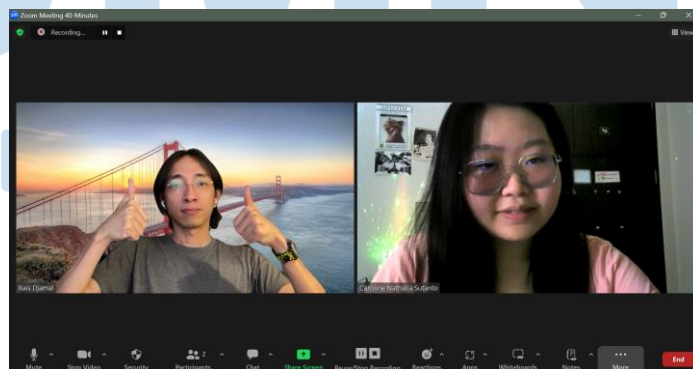 Zoom Meeting 40-Minutes
Recording...
View
Rais Djamal
Caroline Nathalia Sutanto
Mute
Stop Video
Security
Participants
2
Chat
Share Screen
Pause/Stop Recording
Reactions
Apps
Whiteboards
Notes
More
End